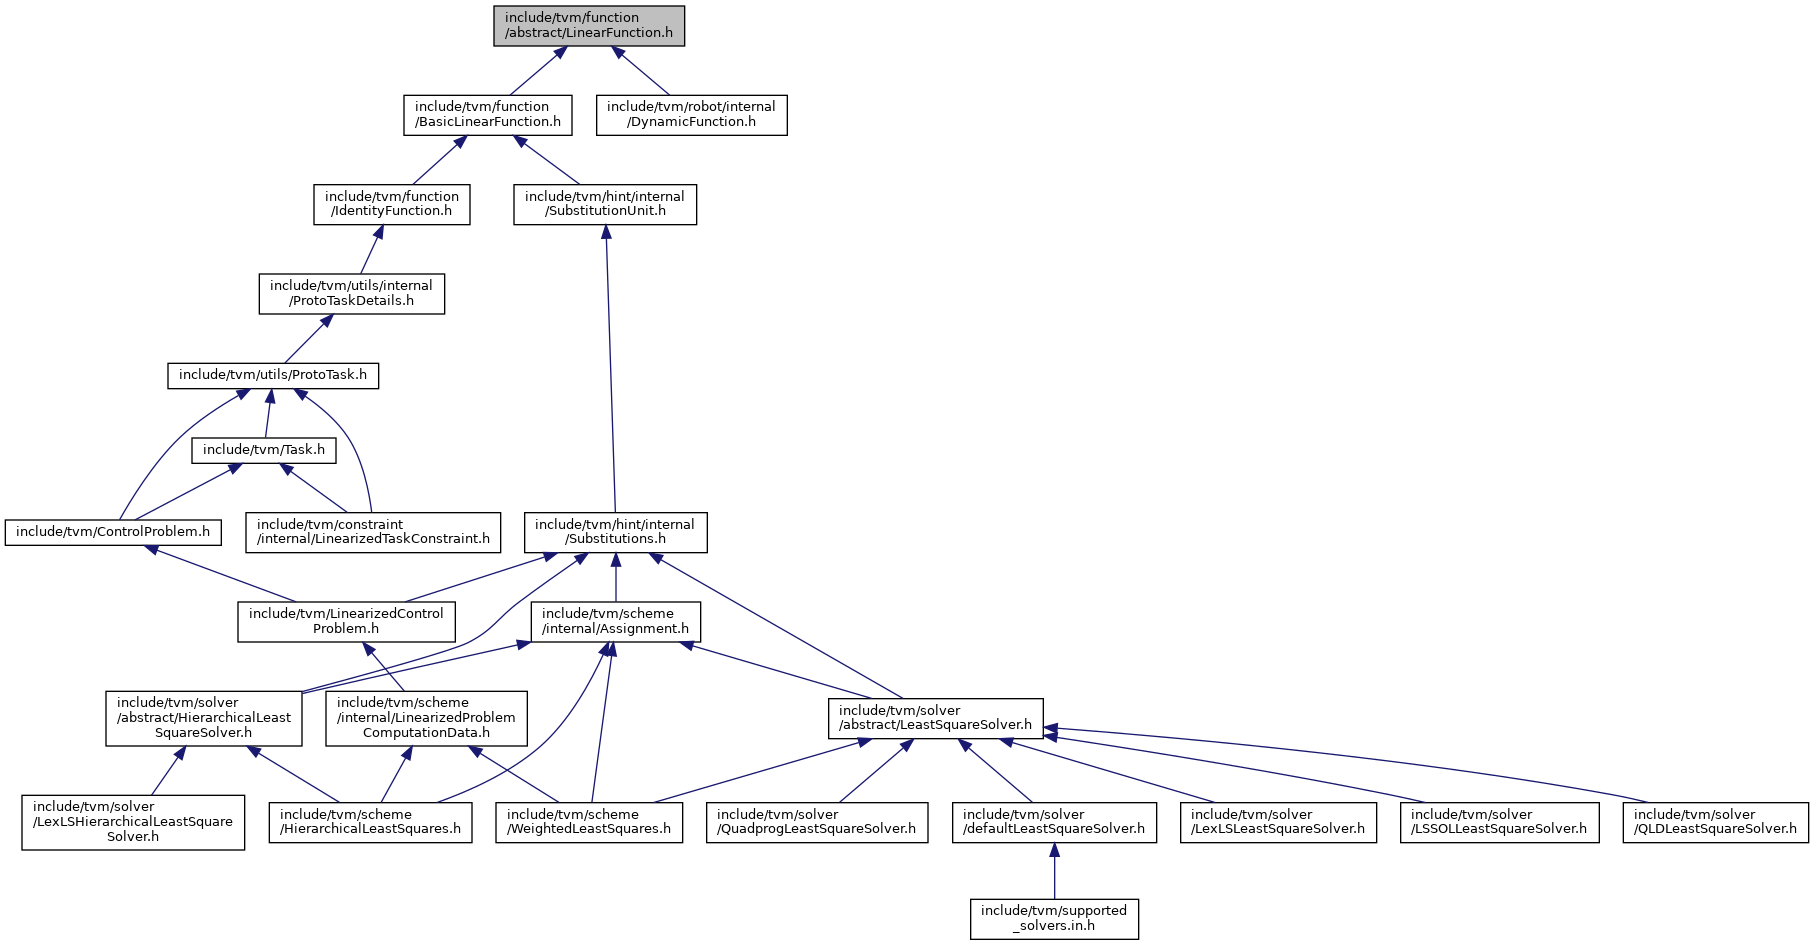 include/tvm/function
/abstract/LinearFunction.h
include/tvm/function
/BasicLinearFunction.h
include/tvm/robot/internal
/DynamicFunction.h
include/tvm/function
/IdentityFunction.h
include/tvm/hint/internal
/SubstitutionUnit.h
include/tvm/utils/internal
/ProtoTaskDetails.h
include/tvm/utils/ProtoTask.h
include/tvm/Task.h
include/tvm/ControlProblem.h
include/tvm/constraint
/internal/LinearizedTaskConstraint.h
include/tvm/hint/internal
/Substitutions.h
include/tvm/LinearizedControl
Problem.h
include/tvm/scheme
/internal/Assignment.h
include/tvm/solver
/abstract/HierarchicalLeast
SquareSolver.h
include/tvm/scheme
/internal/LinearizedProblem
ComputationData.h
include/tvm/solver
/abstract/LeastSquareSolver.h
include/tvm/solver
/LexLSHierarchicalLeastSquare
Solver.h
include/tvm/scheme
/HierarchicalLeastSquares.h
include/tvm/scheme
/WeightedLeastSquares.h
include/tvm/solver
/QuadprogLeastSquareSolver.h
include/tvm/solver
/defaultLeastSquareSolver.h
include/tvm/solver
/LexLSLeastSquareSolver.h
include/tvm/solver
/LSSOLLeastSquareSolver.h
include/tvm/solver
/QLDLeastSquareSolver.h
include/tvm/supported
_solvers.in.h